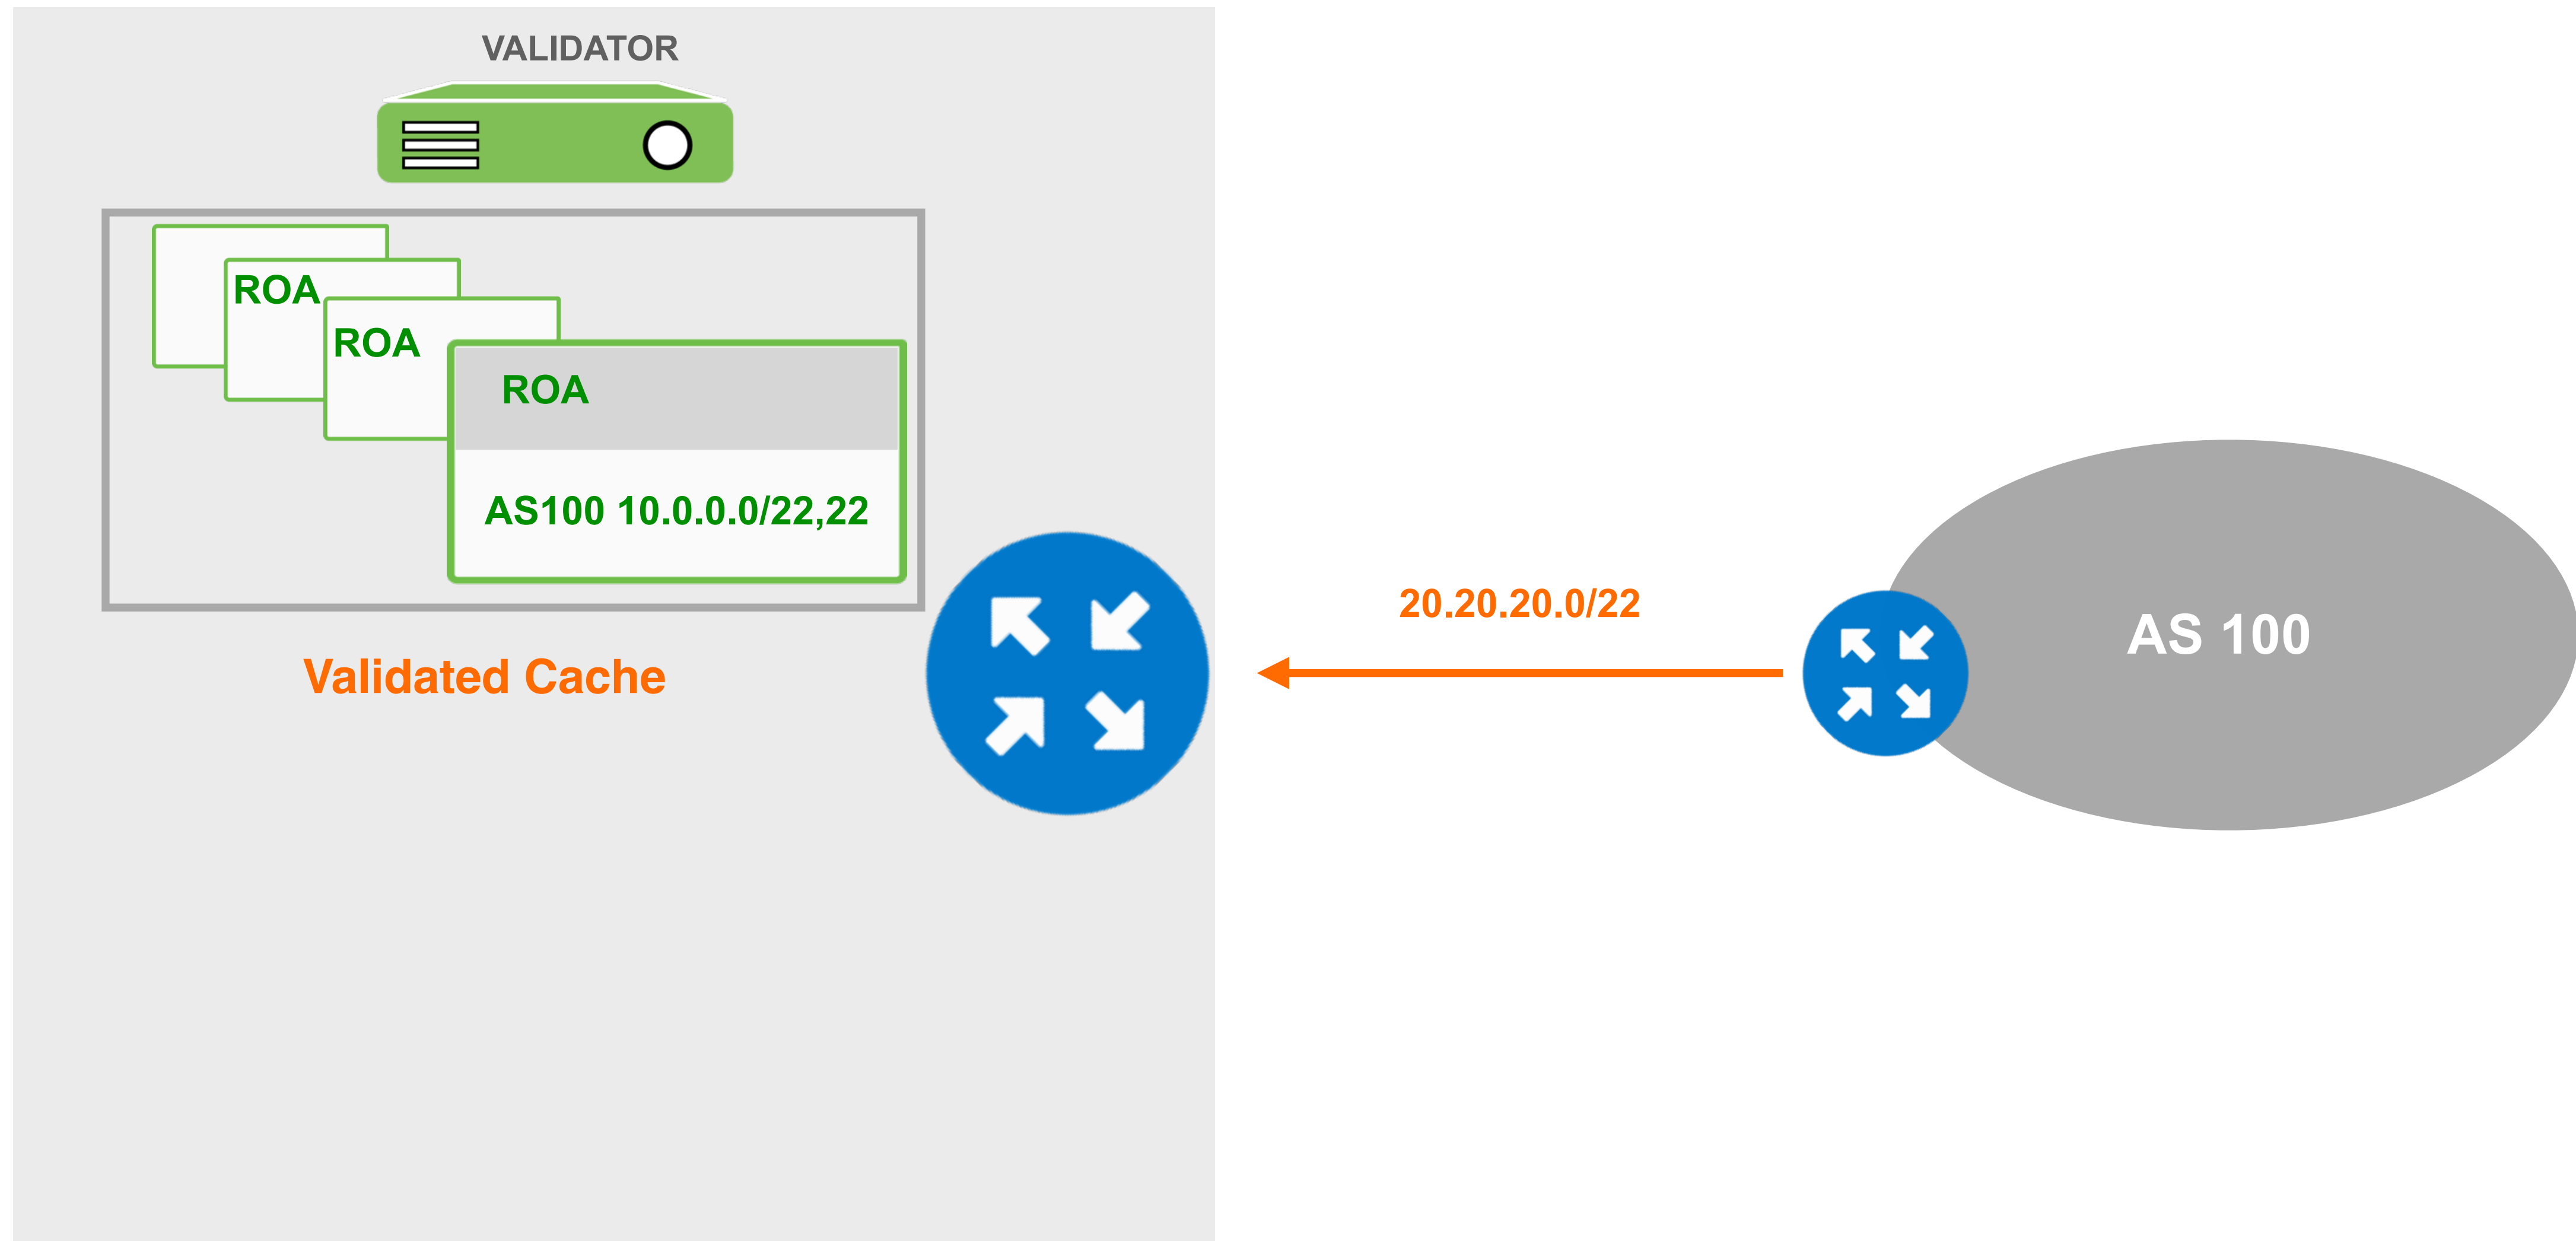 VALIDATOR
ROA
ROA
ROA
AS100 10.0.0.0/22,22
Validated Cache
20.20.20.0/22
AS 100